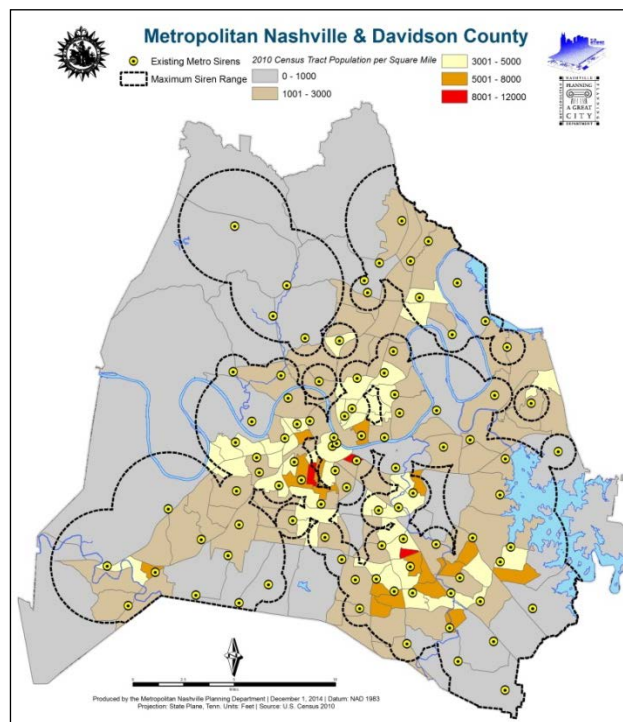 Metropolitan Nashville & Davidson County
Existing Metro Sirens
Maximum Siren Range
2010 Census Tract Population per Square Mile
0 - 1000
1001 - 3000
3001 - 5000
5001 - 8000
8001 - 12000
NASHVILLE
PLANNING
A GREAT
CITY
DEPARTMENT
Produced by the Metropolitan Nashville Planning Department | December 1, 2014 | Datum: NAD 1983
Projection: State Plane, Tenn. Units: Feet | Source: U.S. Census 2010